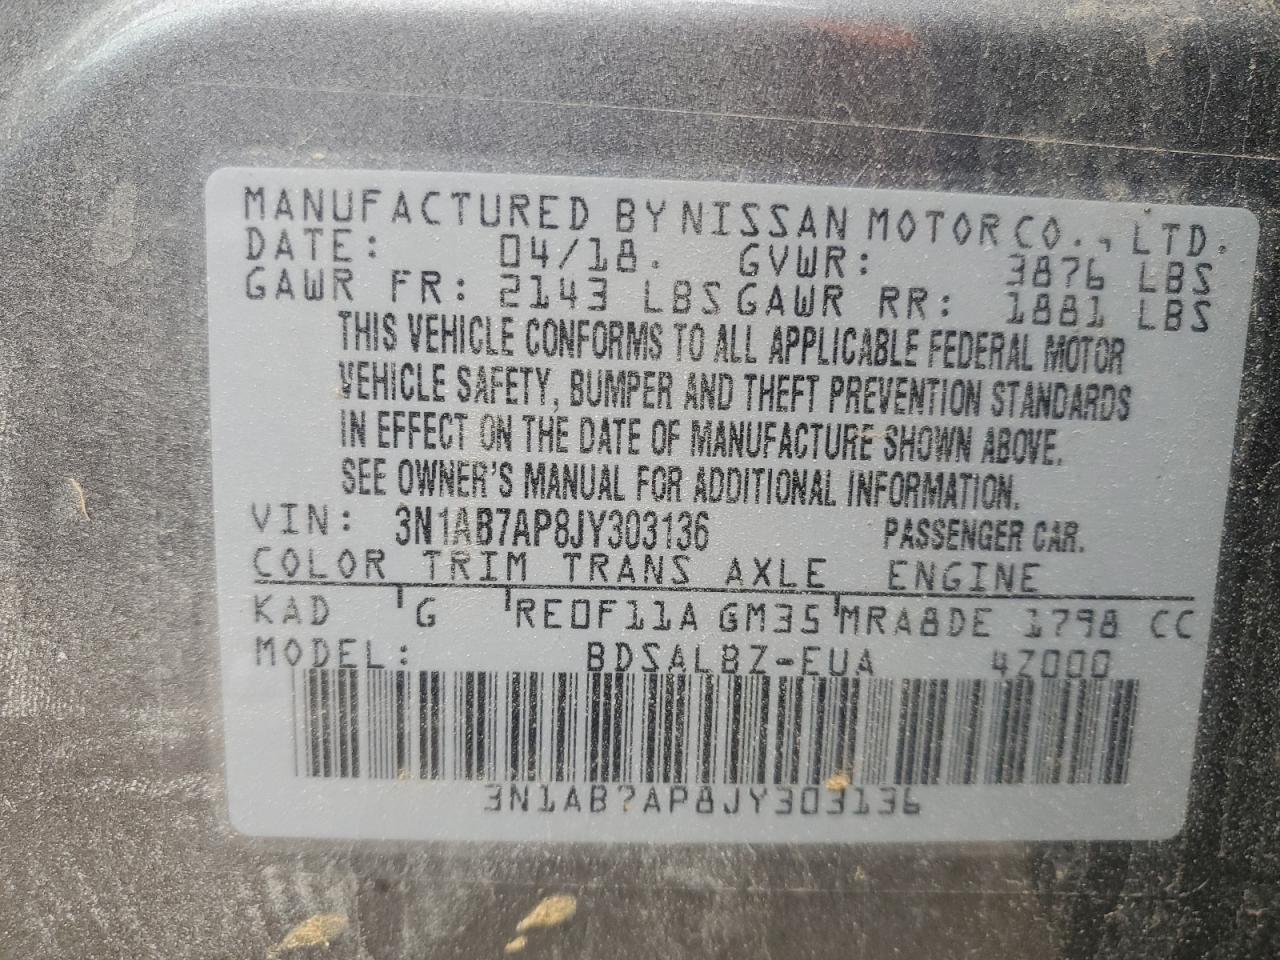 MANUFACTURED BY NISSAN MOTOR CO., LTD.
DATE: 04/18. GVWR: 3876 LBS
GAWR FR: 2143 LBS GAWR RR: 1881 LBS
THIS VEHICLE CONFORMS TO ALL APPLICABLE FEDERAL MOTOR
VEHICLE SAFETY, BUMPER AND THEFT PREVENTION STANDARDS
IN EFFECT ON THE DATE OF MANUFACTURE SHOWN ABOVE.
SEE OWNER'S MANUAL FOR ADDITIONAL INFORMATION.
VIN: 3N1AB7AP8JY303136 PASSENGER CAR.
COLOR TRIM TRANS AXLE ENGINE
KAD G RE0F11A GM35 MRA8DE 1798 CC
MODEL: BDSALBZ-EUA 4Z000
3N1AB7AP8JY303136